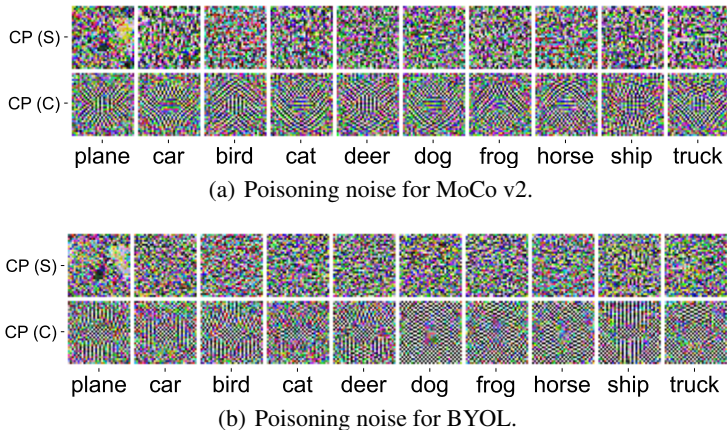 CP (S)
CP (C)
plane car bird cat deer dog frog horse ship truck
(a) Poisoning noise for MoCo v2.
CP (S)
CP (C)
plane car bird cat deer dog frog horse ship truck
(b) Poisoning noise for BYOL.